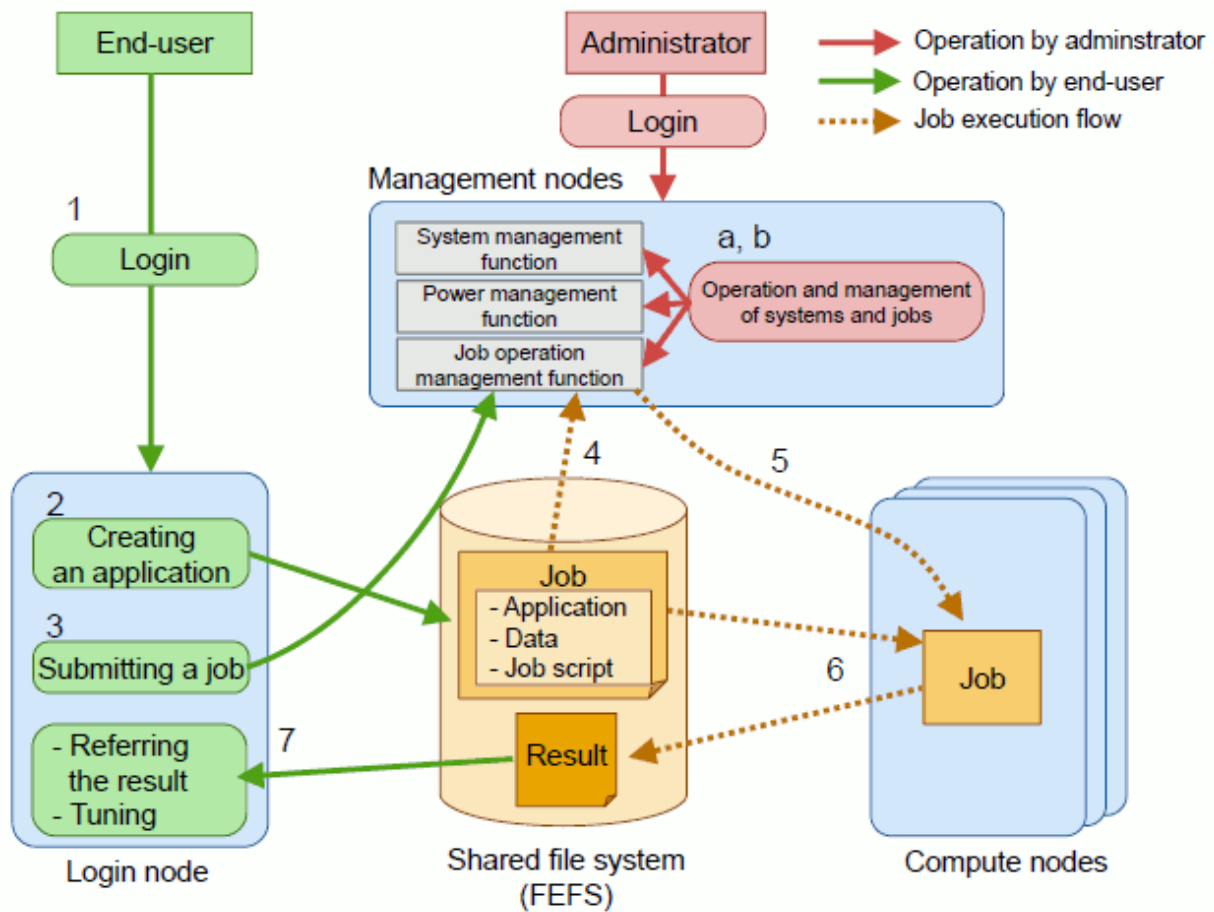 End-user
Administrator
Operation by adminstrator
Operation by end-user
Job execution flow
Login
Management nodes
1
Login
System management
function
Power management
function
Job operation
management function
a, b
Operation and management
of systems and jobs
4
5
2
Creating
an application
3
Submitting a job
- Referring
the result
- Tuning
7
Login node
Job
- Application
- Data
- Job script
Result
Shared file system
(FEFS)
6
Job
Compute nodes